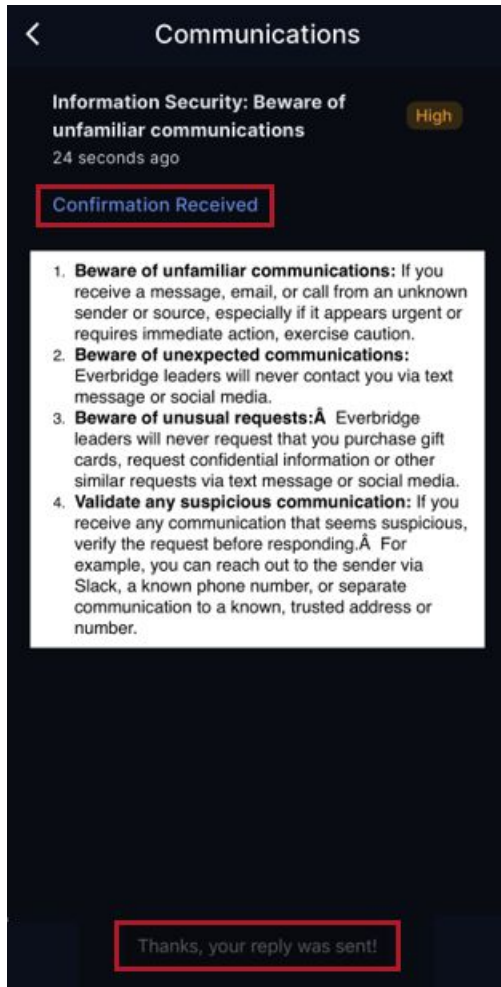 Communications
Information Security: Beware of
unfamiliar communications
High
24 seconds ago
Confirmation Received
1. Beware of unfamiliar communications: If you
receive a message, email, or call from an unknown
sender or source, especially if it appears urgent or
requires immediate action, exercise caution.
2. Beware of unexpected communications:
Everbridge leaders will never contact you via text
message or social media.
3. Beware of unusual requests:Â Everbridge
leaders will never request that you purchase gift
cards, request confidential information or other
similar requests via text message or social media.
4. Validate any suspicious communication: If you
receive any communication that seems suspicious,
verify the request before responding.Â For
example, you can reach out to the sender via
Slack, a known phone number, or separate
communication to a known, trusted address or
number.
Thanks, your reply was sent!